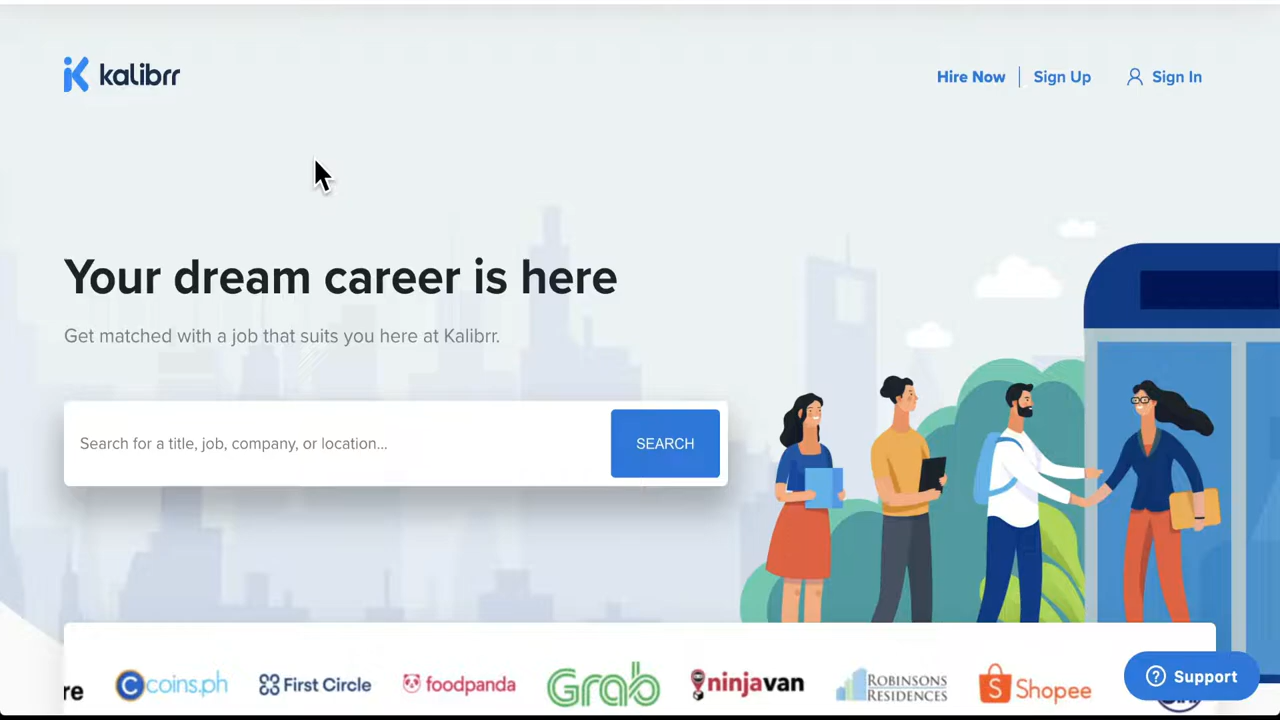 kalibrr
Hire Now
Sign Up
Sign In
Your dream career is here
Get matched with a job that suits you here at Kalibrr.
Search for a title, job, company, or location...
SEARCH
re
coins.ph
First Circle
foodpanda
Grab
ninjavan
ROBINSONS
RESIDENCES
Shopee
Support